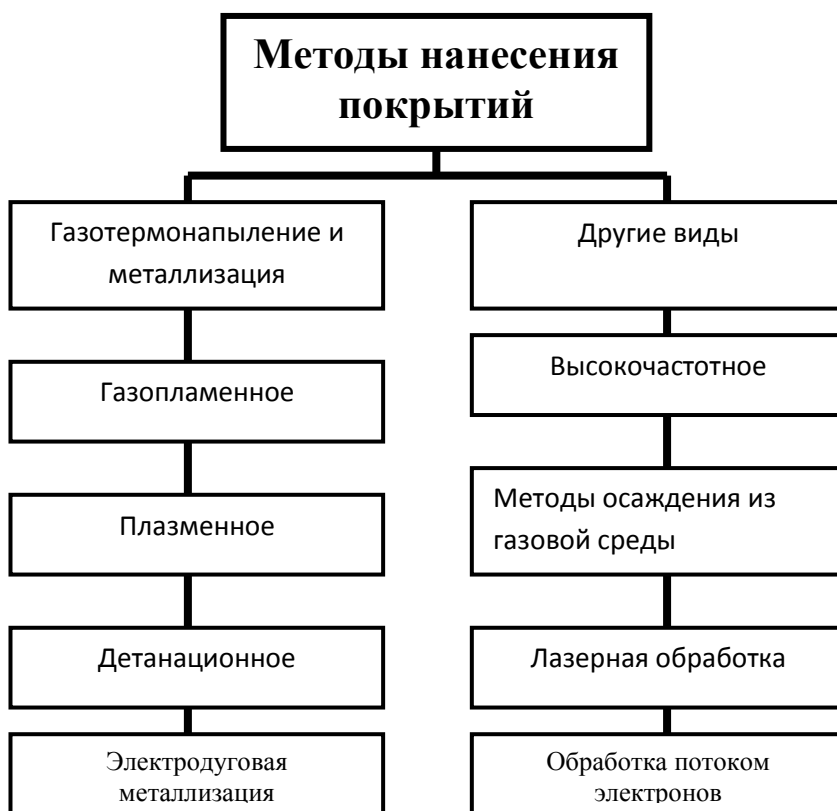 Методы нанесения
покрытий
Газотермонапыление и
металлизация
Газопламенное
Плазменное
Детанационное
Электродуговая
металлизация
Другие виды
Высокочастотное
Методы осаждения из
газовой среды
Лазерная обработка
Обработка потоком
электронов